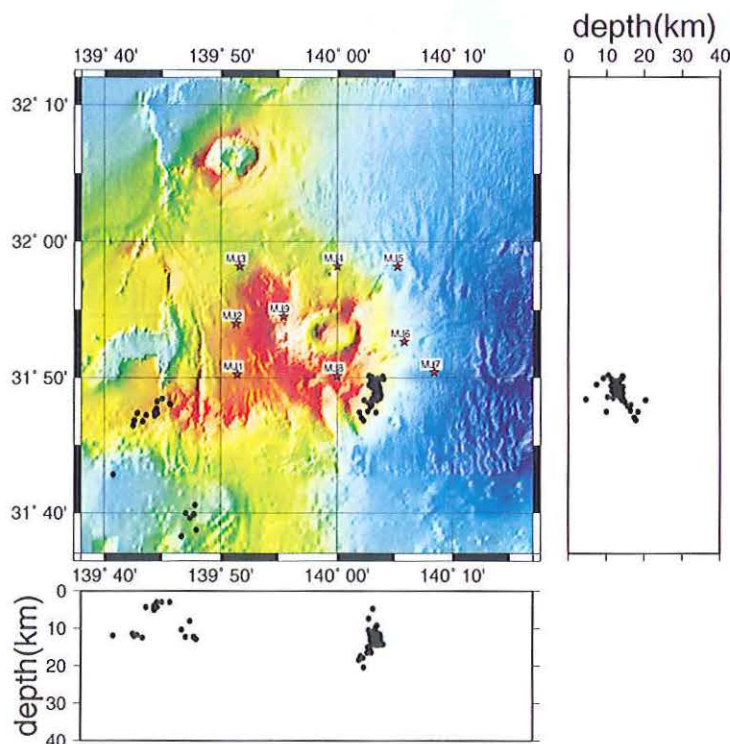 depth(km)
139° 40' 139° 50' 140° 00' 140° 10' 0 10 20 30 40
32° 10'
32° 00'
MJ3 MJ4 MJ5
MJ2 MJ9
MJ6
MJ1 MJ8 MJ7
31° 50'
31° 40'
139° 40' 139° 50' 140° 00' 140° 10'
0
10
20
30
40
depth(km)